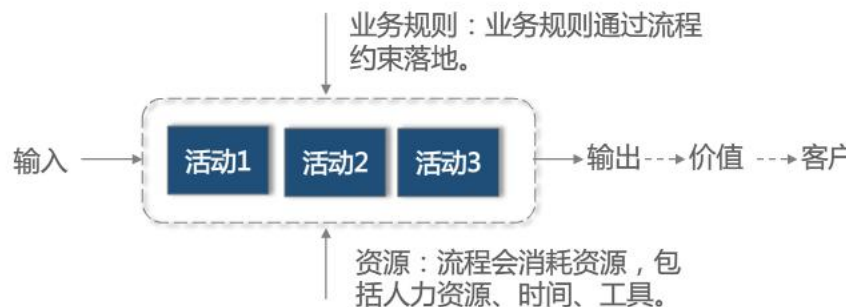 业务规则：业务规则通过流程
约束落地。
输入
活动1
活动2
活动3
输出
价值
客户
资源：流程会消耗资源，包
括人力资源、时间、工具。